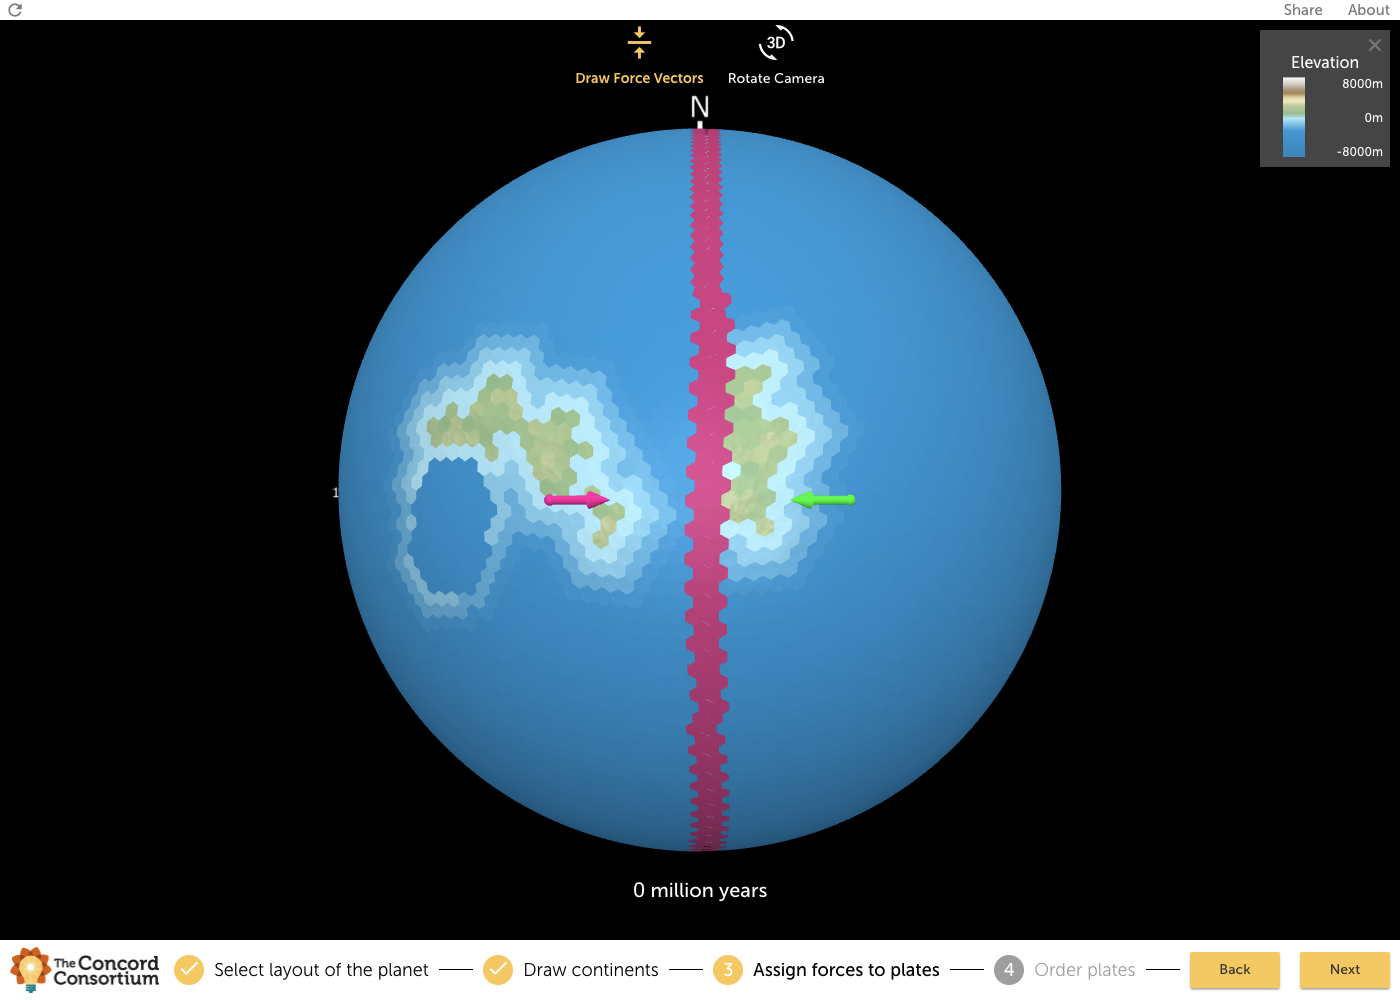 Share About
3D
Draw Force Vectors Rotate Camera
Elevation
8000m
0m
-8000m
N
1
0 million years
The Concord Consortium
Select layout of the planet
Draw continents
3 Assign forces to plates
4 Order plates
Back
Next